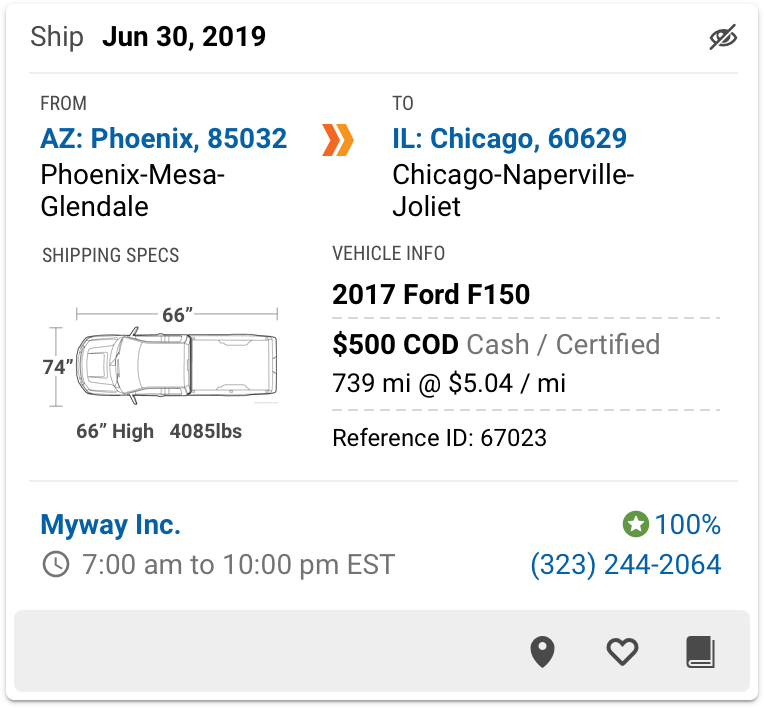 Ship Jun 30, 2019
FROM
AZ: Phoenix, 85032
Phoenix-Mesa-
Glendale
TO
IL: Chicago, 60629
Chicago-Naperville-
Joliet
SHIPPING SPECS
66”
74”
66” High 4085lbs
VEHICLE INFO
2017 Ford F150
$500 COD Cash / Certified
739 mi @ $5.04 / mi
Reference ID: 67023
Myway Inc.
100%
7:00 am to 10:00 pm EST
(323) 244-2064